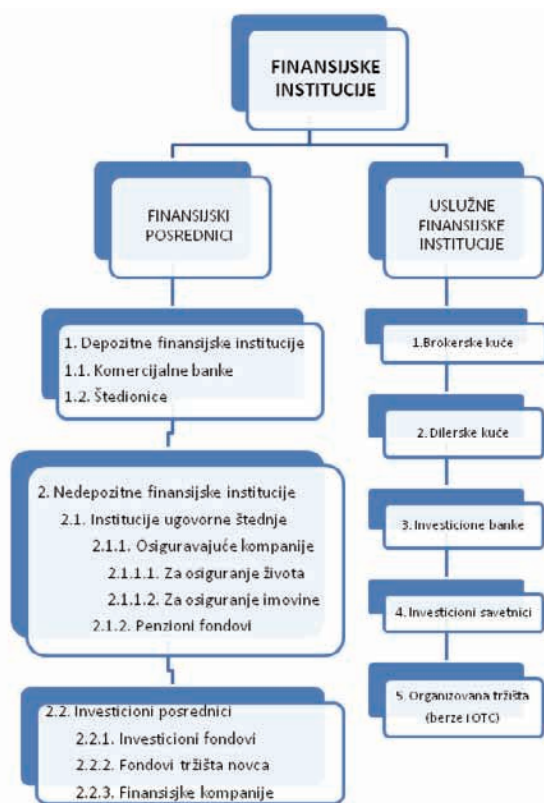 FINANSIJSKE
INSTITUCIJE
FINANSIJSKI
POSREDNICI
1. Depozitne finansijske institucije
1.1. Komercijalne banke
1.2. Štedionice
2. Nedepozitne finansijske institucije
2.1. Institucije ugovorne štednje
2.1.1. Osiguravajuće kompanije
2.1.1.1. Za osiguranje života
2.1.1.2. Za osiguranje imovine
2.1.2. Penzioni fondovi
2.2. Investicioni posrednici
2.2.1. Investicioni fondovi
2.2.2. Fondovi tržišta novca
2.2.3. Finansisjke kompanije
USLUŽNE
FINANSIJSKE
INSTITUCIJE
1.Brokerske kuće
2. Dilerske kuće
3. Investicione banke
4. Investicioni savetnici
5. Organizovana tržišta
(berze i OTC)